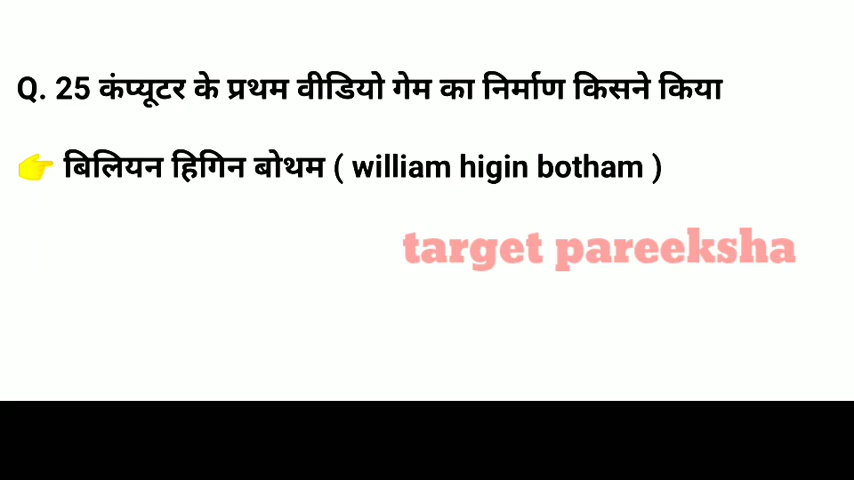 Q. 25 कंप्यूटर के प्रथम वीडियो गेम का निर्माण किसने किया
👉 बिलियन हिगिन बोथम ( william higin botham )
target pareeksha